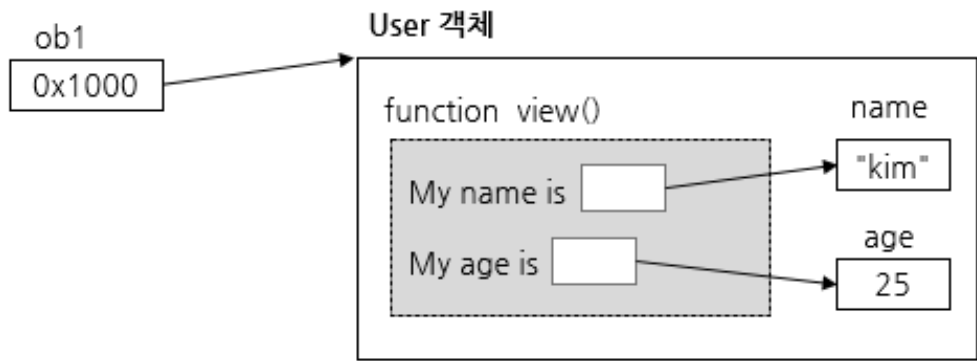 ob1
0x1000
User 객체
function view()
My name is
My age is
name
"kim"
age
25